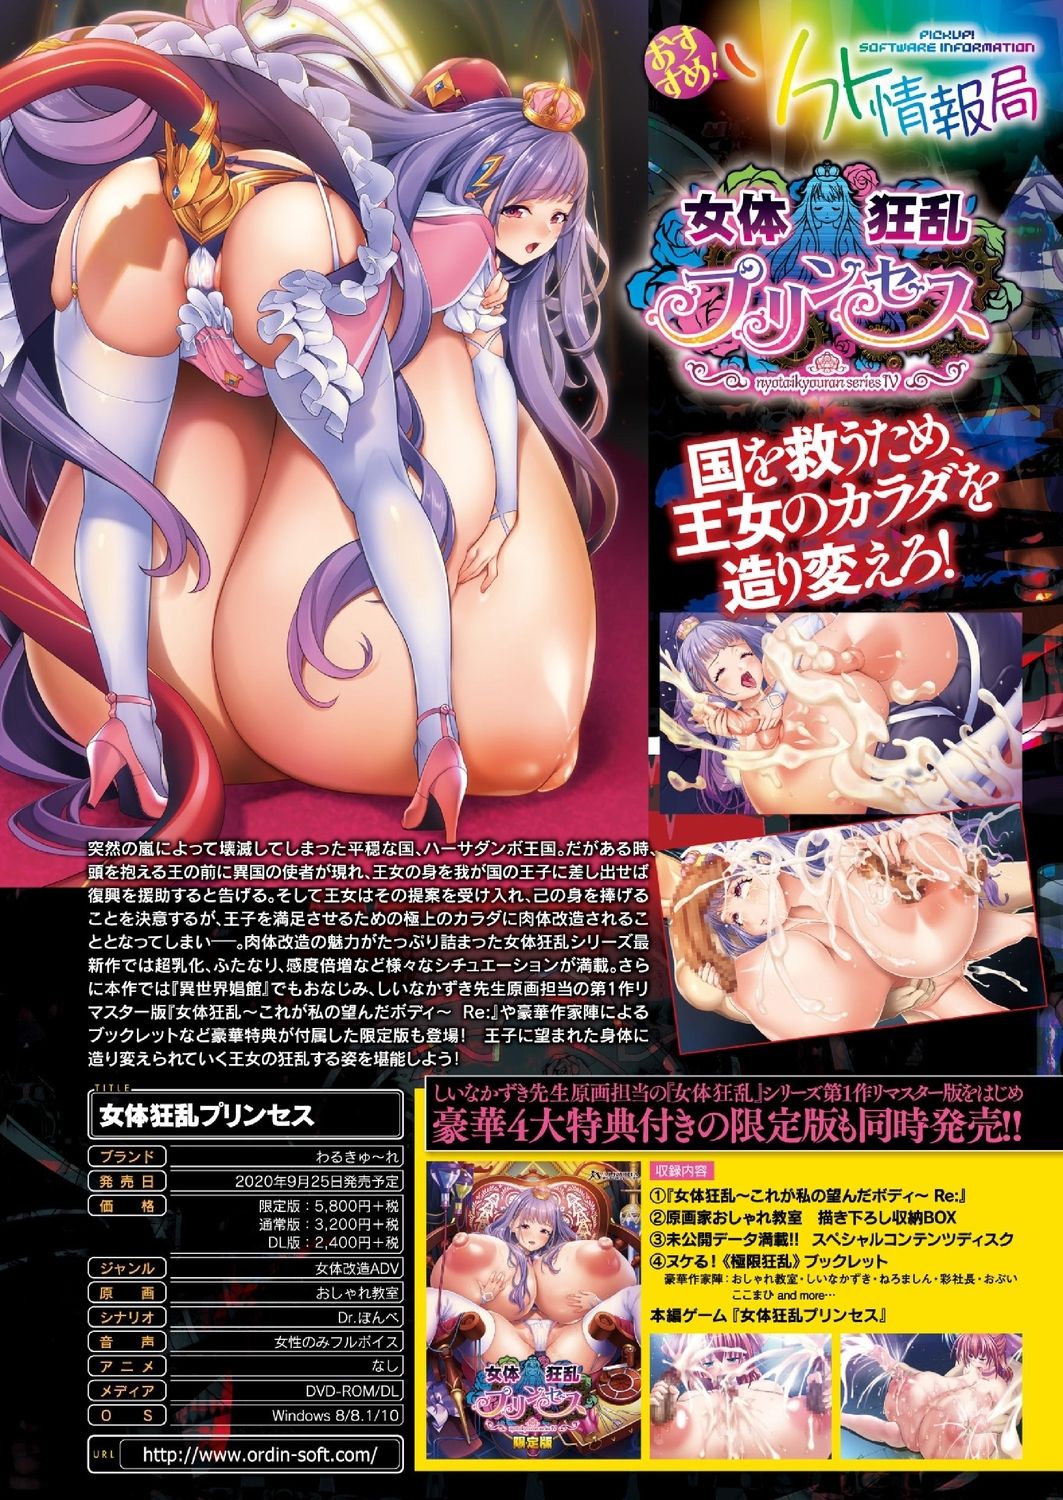 おすすめ!
PICKUP!
SOFTWARE INFORMATION
ソフト情報局
女体狂乱
プリンセス
nyotaikyouran series IV
国を救うため、
王女のカラダを
造り変えろ!
突然の嵐によって壊滅してしまった平穏な国、ハーサダンボ王国。だがある時、
頭を抱える王の前に異国の使者が現れ、王女の身を我が国の王子に差し出せば
復興を援助すると告げる。そして王女はその提案を受け入れ、己の身を捧げる
ことを決意するが、王子を満足させるための極上のカラダに肉体改造されるこ
ととなってしまい──。肉体改造の魅力がたっぷり詰まった女体狂乱シリーズ最
新作では超乳化、ふたなり、感度倍増など様々なシチュエーションが満載。さら
に本作では『異世界娼館』でもおなじみ、しいなかずき先生原画担当の第1作リ
マスター版『女体狂乱〜これが私の望んだボディ〜 Re:』や豪華作家陣による
ブックレットなど豪華特典が付属した限定版も登場! 王子に望まれた身体に
造り変えられていく王女の狂乱する姿を堪能しよう!
TITLE
女体狂乱プリンセス
ブランド わるきゅ〜れ
発売日 2020年9月25日発売予定
価格 限定版:5,800円+税
通常版:3,200円+税
DL版:2,400円+税
ジャンル 女体改造ADV
原画 おしゃれ教室
シナリオ Dr.ぼんべ
音声 女性のみフルボイス
アニメ なし
メディア DVD-ROM/DL
OS Windows 8/8.1/10
URL http://www.ordin-soft.com/
しいなかずき先生原画担当の『女体狂乱』シリーズ第1作リマスター版をはじめ
豪華4大特典付きの限定版も同時発売!!
収録内容
①『女体狂乱〜これが私の望んだボディ〜 Re:』
②原画家おしゃれ教室 描き下ろし収納BOX
③未公開データ満載!! スペシャルコンテンツディスク
④ヌケる!《極限狂乱》ブックレット
豪華作家陣:おしゃれ教室・しいなかずき・ねろましん・彩社長・おぶい
ここまひ and more…
本編ゲーム『女体狂乱プリンセス』
女体狂乱
プリンセス
限定版